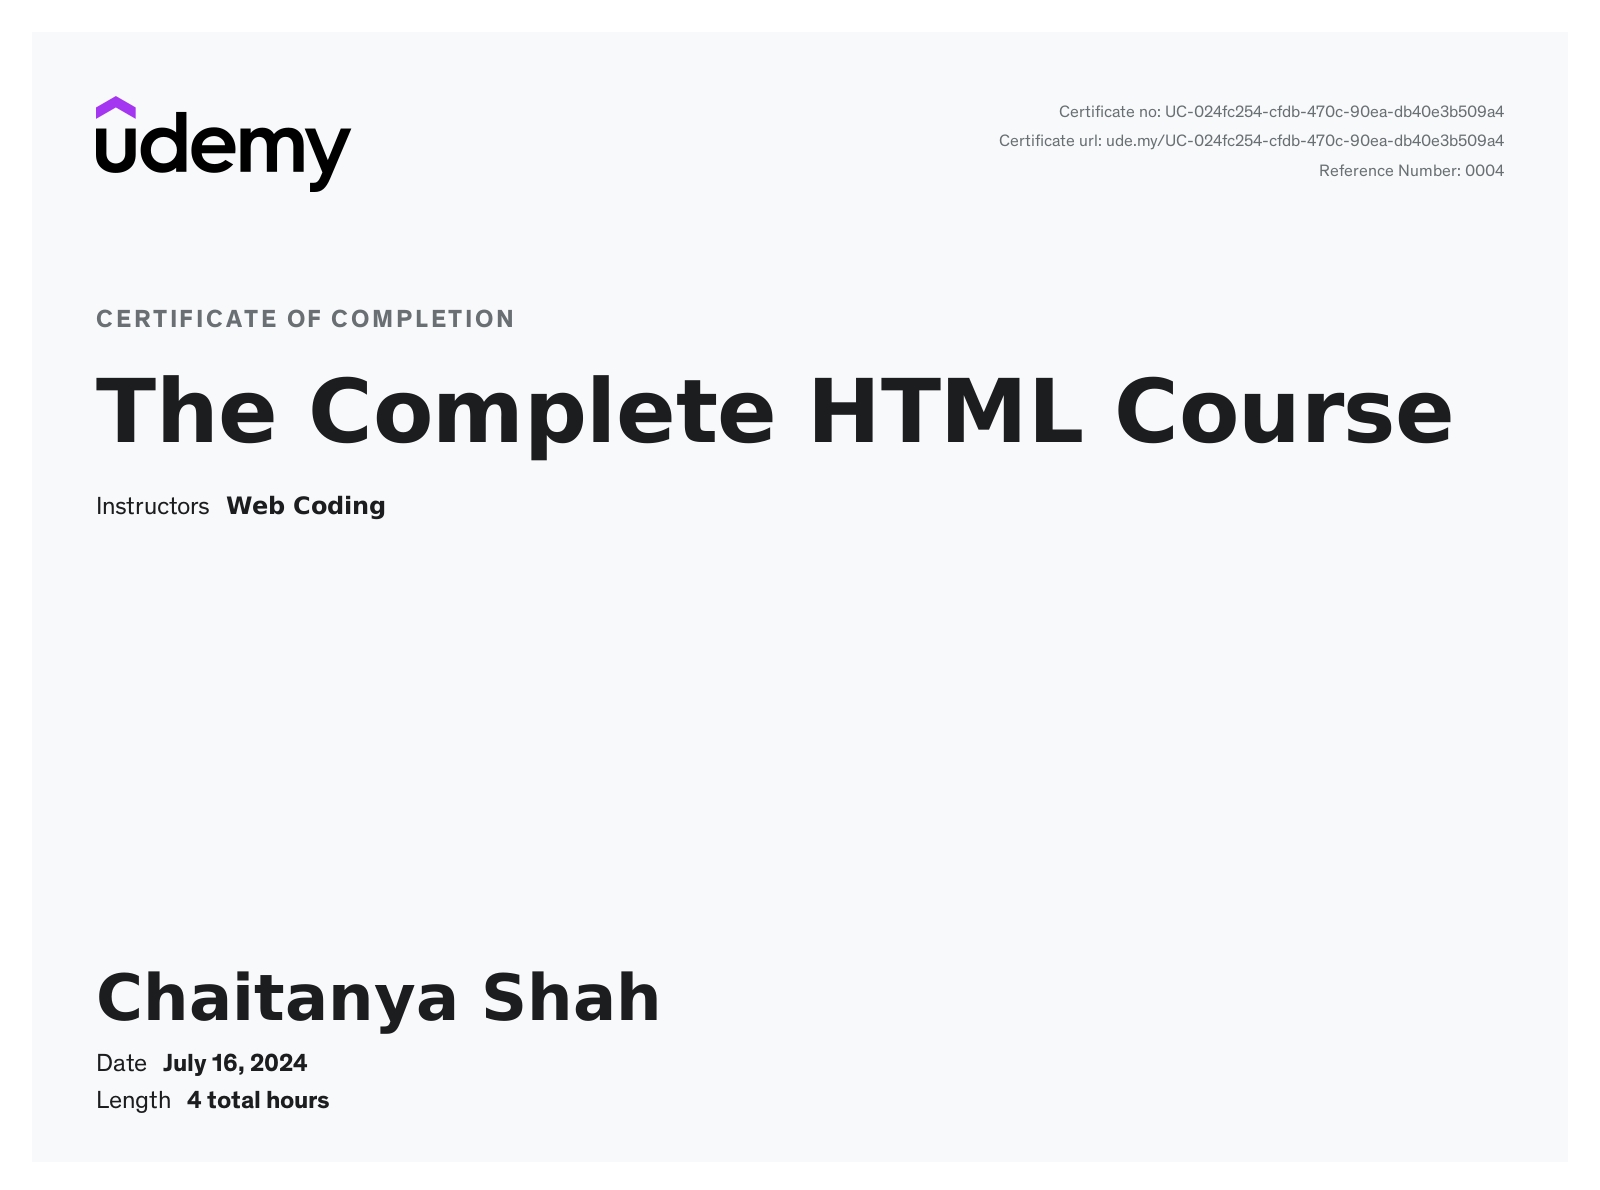 udemy
Certificate no: UC-024fc254-cfdb-470c-90ea-db40e3b509a4
Certificate url: ude.my/UC-024fc254-cfdb-470c-90ea-db40e3b509a4
Reference Number: 0004
CERTIFICATE OF COMPLETION
The Complete HTML Course
Instructors Web Coding
Chaitanya Shah
Date July 16, 2024
Length 4 total hours